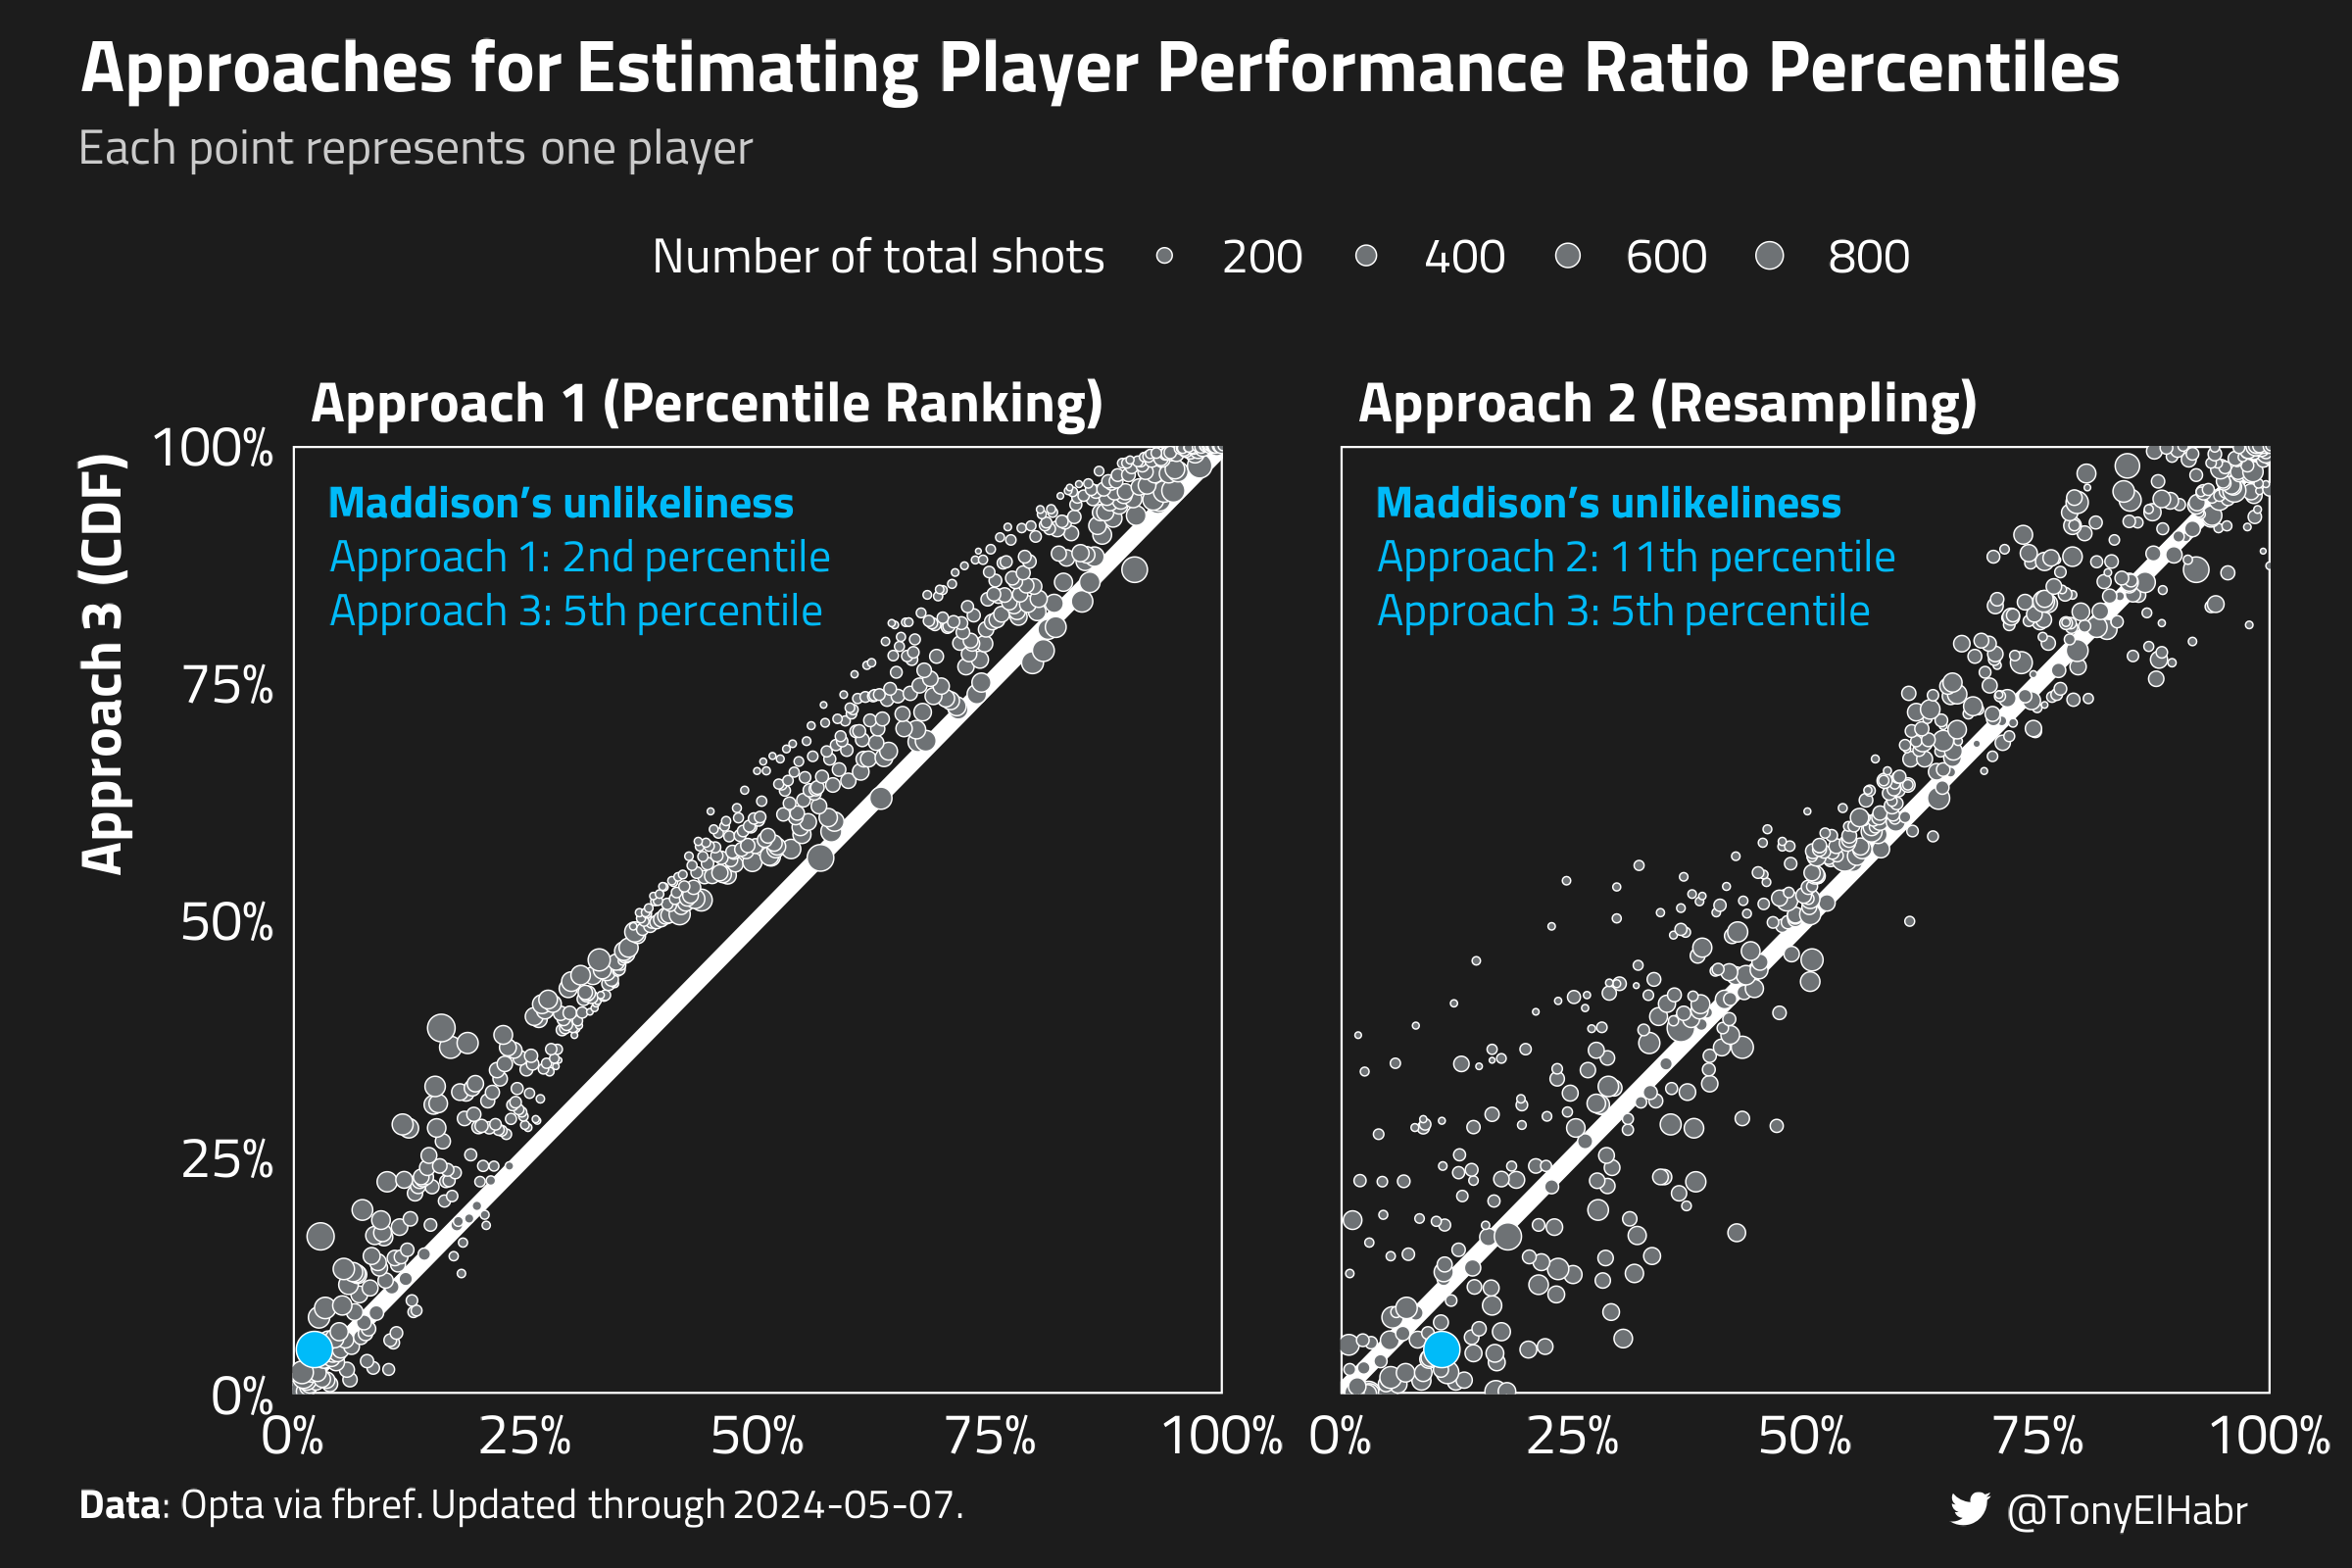 Approaches for Estimating Player Performance Ratio Percentiles
Each point represents one player
Number of total shots 200 400 600 800
Approach 1 (Percentile Ranking)
Approach 2 (Resampling)
Approach 3 (CDF)
100%
75%
50%
25%
0%
Maddison’s unlikeliness
Approach 1: 2nd percentile
Approach 3: 5th percentile
Maddison’s unlikeliness
Approach 2: 11th percentile
Approach 3: 5th percentile
0% 25% 50% 75% 100%
0% 25% 50% 75% 100%
Data: Opta via fbref. Updated through 2024-05-07.
@TonyElHabr